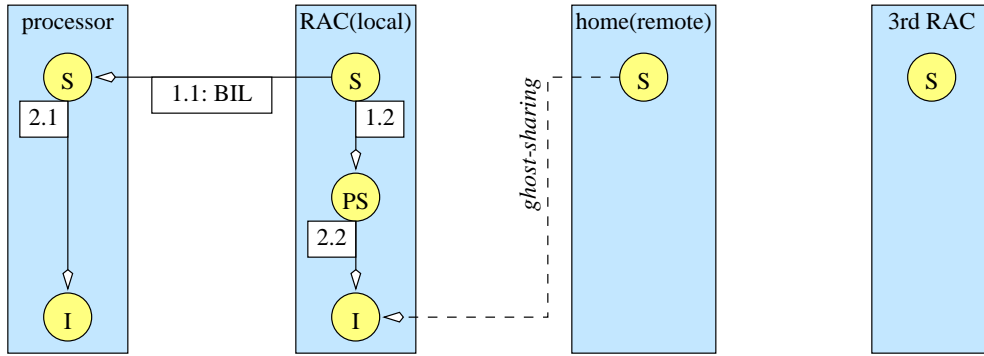 processor
RAC(local)
home(remote)
3rd RAC
S
S
S
S
1.1: BIL
2.1
1.2
ghost-sharing
PS
2.2
I
I